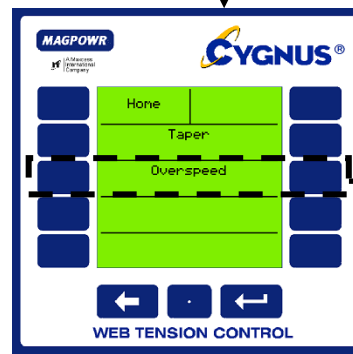 MAGPOWR
CYGNUS®
A Maxcess
International
Company
Home
Taper
Overspeed
WEB TENSION CONTROL